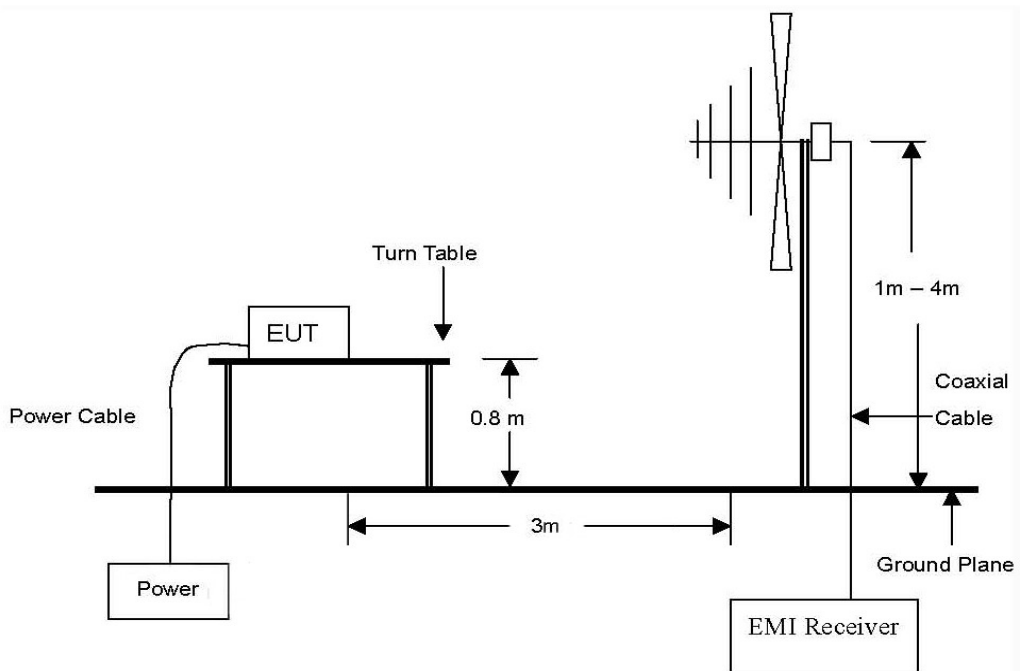 Turn Table
EUT
1m – 4m
Power Cable
0.8 m
Coaxial
Cable
3m
Ground Plane
Power
EMI Receiver